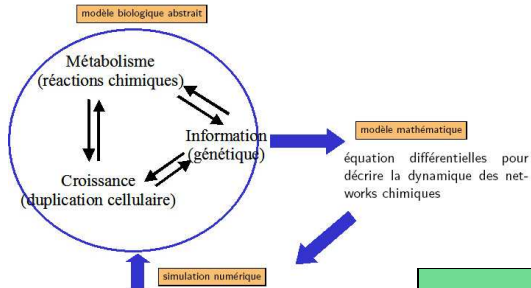 modèle biologique abstrait
Métabolisme
(réactions chimiques)
Information
(génétique)
Croissance
(duplication cellulaire)
modèle mathématique
équation différentielles pour
décrire la dynamique des net-
works chimiques
simulation numérique